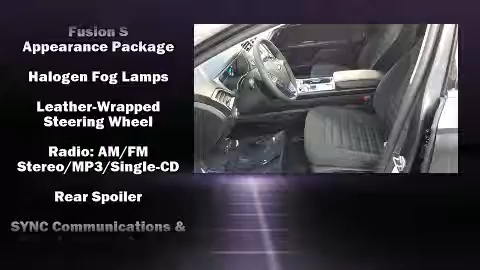 Fusion S
Appearance Package
Halogen Fog Lamps
Leather-Wrapped
Steering Wheel
Radio: AM/FM
Stereo/MP3/Single-CD
Rear Spoiler
SYNC Communications &